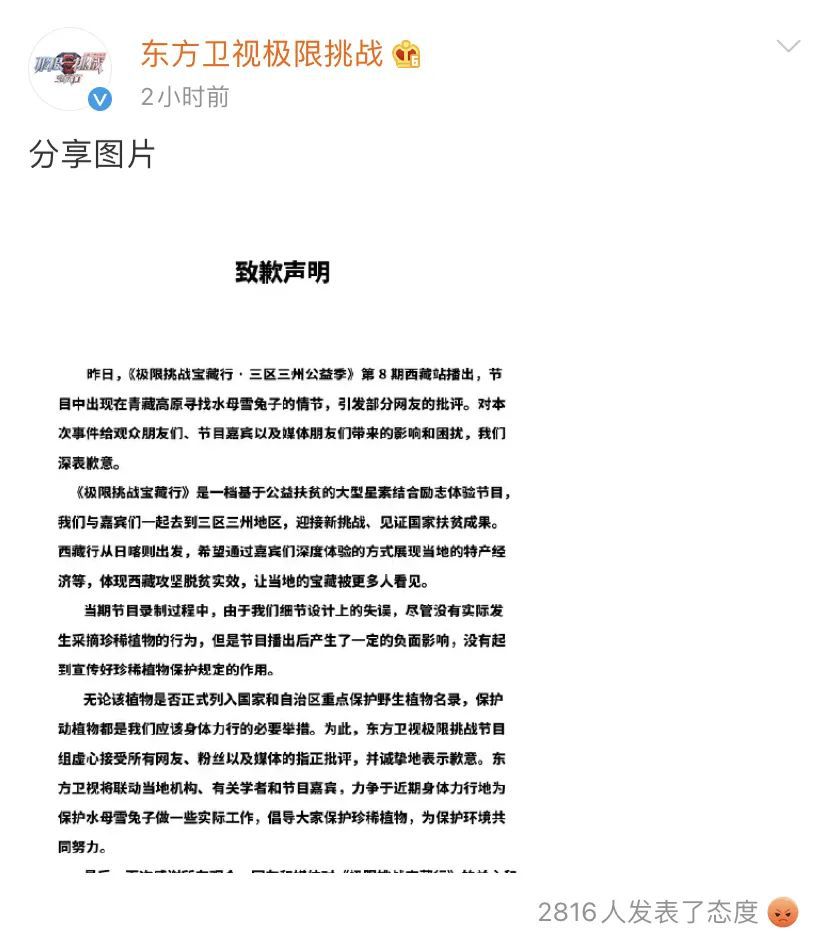 东方卫视极限挑战
2小时前
分享图片
致歉声明
昨日，《极限挑战宝藏行·三区三州公益季》第 8 期西藏站播出，节
目中出现在青藏高原寻找水母雪兔子的情节，引发部分网友的批评。对本
次事件给观众朋友们、节目嘉宾以及媒体朋友们带来的影响和困扰，我们
深表歉意。
《极限挑战宝藏行》是一档基于公益扶贫的大型星素结合励志体验节目，
我们与嘉宾们一起去到三区三州地区，迎接新挑战、见证国家扶贫成果。
西藏行从日喀则出发，希望通过嘉宾们深度体验的方式展现当地的特产经
济等，体现西藏攻坚脱贫实效，让当地的宝藏被更多人看见。
当期节目录制过程中，由于我们细节设计上的失误，尽管没有实际发
生采摘珍稀植物的行为，但是节目播出后产生了一定的负面影响，没有起
到宣传好珍稀植物保护规定的作用。
无论该植物是否正式列入国家和自治区重点保护野生植物名录，保护
动植物都是我们应该身体力行的必要举措。为此，东方卫视极限挑战节目
组虚心接受所有网友、粉丝以及媒体的指正批评，并诚挚地表示歉意。东
方卫视将联动当地机构、有关学者和节目嘉宾，力争于近期身体力行地为
保护水母雪兔子做一些实际工作，倡导大家保护珍稀植物，为保护环境共
同努力。
2816人发表了态度